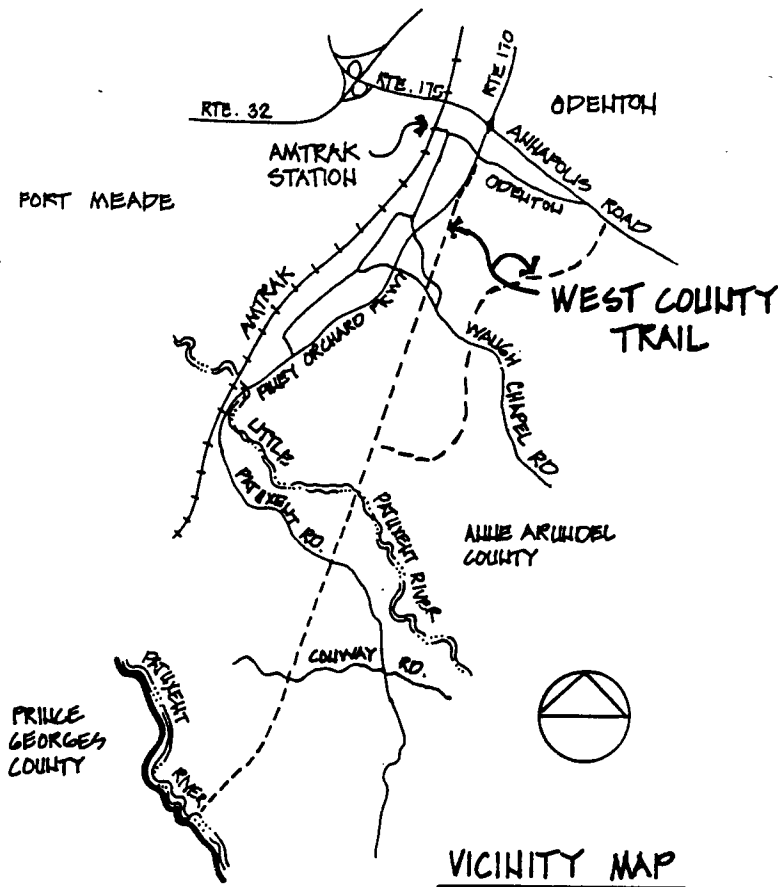 RTE. 170
RTE. 175
ODENTON
RTE. 32
AMTRAK
STATION
ANNAPOLIS ROAD
ODENTON
FORT MEADE
AMTRAK
WEST COUNTY
TRAIL
PINEY ORCHARD PKWY
WAUGH CHAPEL RD
LITTLE PATUXENT RIVER
PATUXENT RD.
ANNE ARUNDEL
COUNTY
CONWAY RD.
PATUXENT RIVER
PRINCE
GEORGES
COUNTY
VICINITY MAP